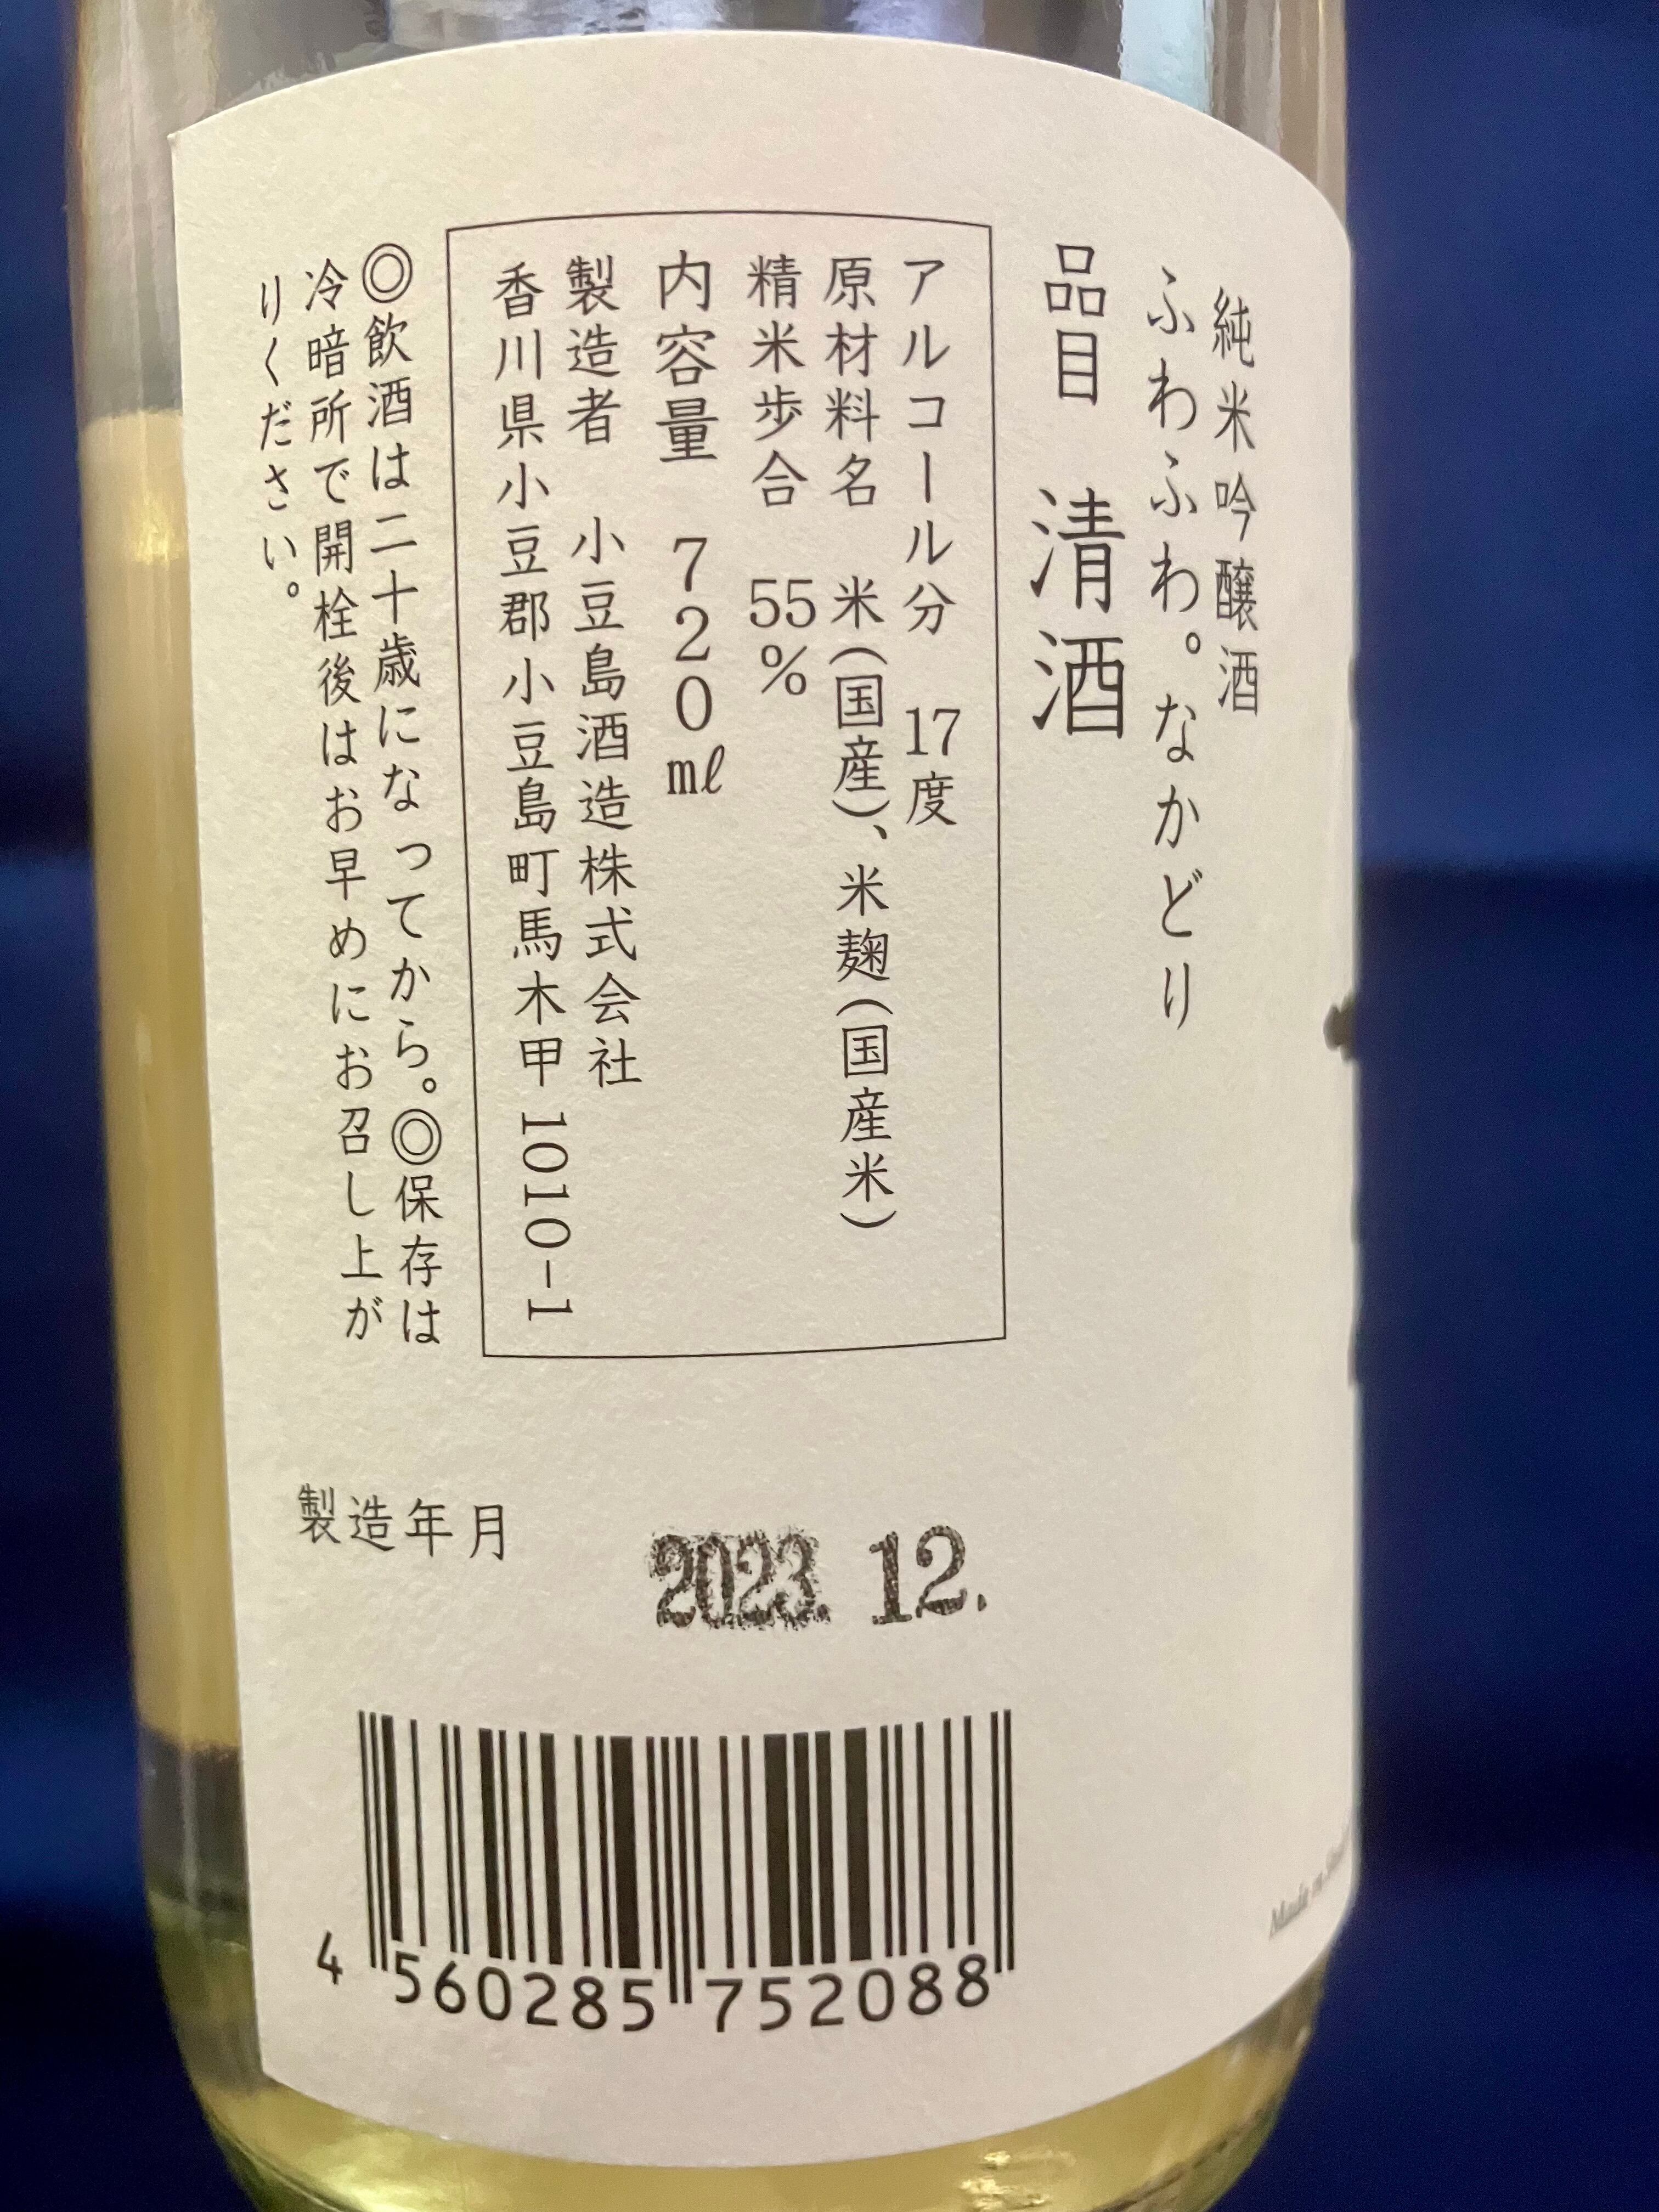 純米吟醸酒
ふわふわ。なかどり
品目　清酒
アルコール分　17度
原材料名　米(国産)、米麹(国産米)
精米歩合　55%
内容量　720㎖
製造者　小豆島酒造株式会社
香川県小豆郡小豆島町馬木甲1010-1
◎飲酒は二十歳になってから。◎保存は
冷暗所で開栓後はお早めにお召し上が
りください。
製造年月　2023. 12.
4 560285 752088
Made in